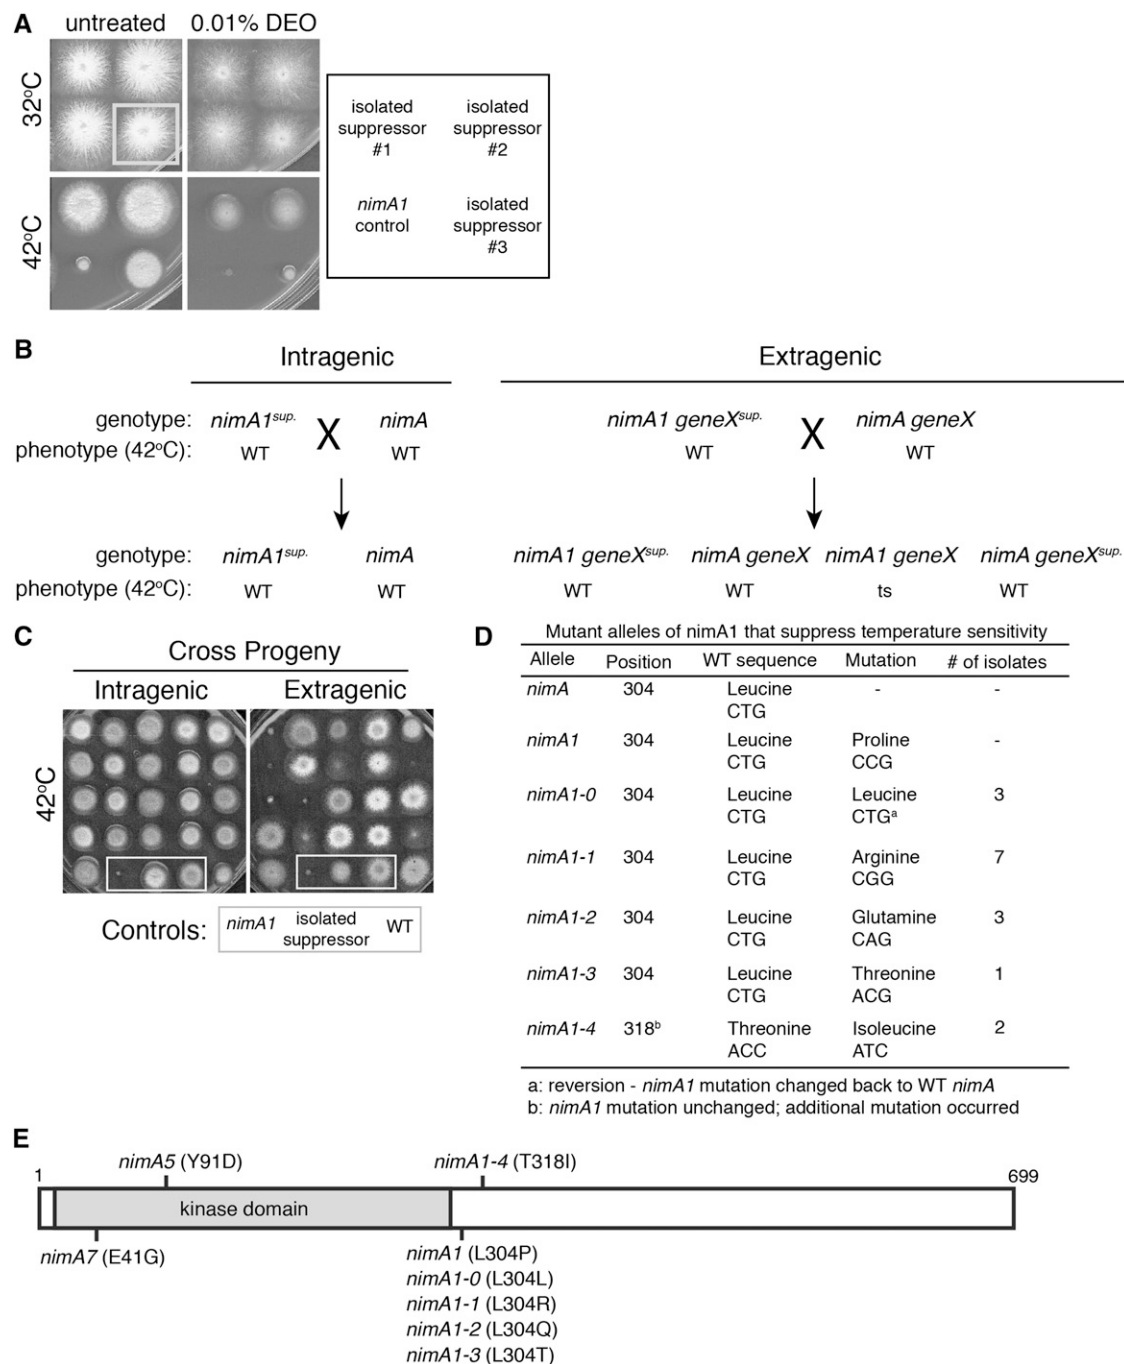 A
untreated 0.01% DEO
32°C
42°C
isolated suppressor #1
isolated suppressor #2
nimA1 control
isolated suppressor #3
B
Intragenic Extragenic
genotype: nimA1sup. X nimA nimA1 geneXsup. X nimA geneX
phenotype (42°C): WT WT WT WT
genotype: nimA1sup. nimA nimA1 geneXsup. nimA geneX nimA1 geneX nimA geneXsup.
phenotype (42°C): WT WT WT WT ts WT
C
Cross Progeny
Intragenic Extragenic
42°C
Controls: nimA1 isolated suppressor WT
D
Mutant alleles of nimA1 that suppress temperature sensitivity
Allele Position WT sequence Mutation # of isolates
nimA 304 Leucine - -
CTG
nimA1 304 Leucine Proline -
CTG CCG
nimA1-0 304 Leucine Leucine 3
CTG CTGa
nimA1-1 304 Leucine Arginine 7
CTG CGG
nimA1-2 304 Leucine Glutamine 3
CTG CAG
nimA1-3 304 Leucine Threonine 1
CTG ACG
nimA1-4 318b Threonine Isoleucine 2
ACC ATC
a: reversion - nimA1 mutation changed back to WT nimA
b: nimA1 mutation unchanged; additional mutation occurred
E
nimA5 (Y91D) nimA1-4 (T318I)
1 699
kinase domain
nimA7 (E41G) nimA1 (L304P)
nimA1-0 (L304L)
nimA1-1 (L304R)
nimA1-2 (L304Q)
nimA1-3 (L304T)